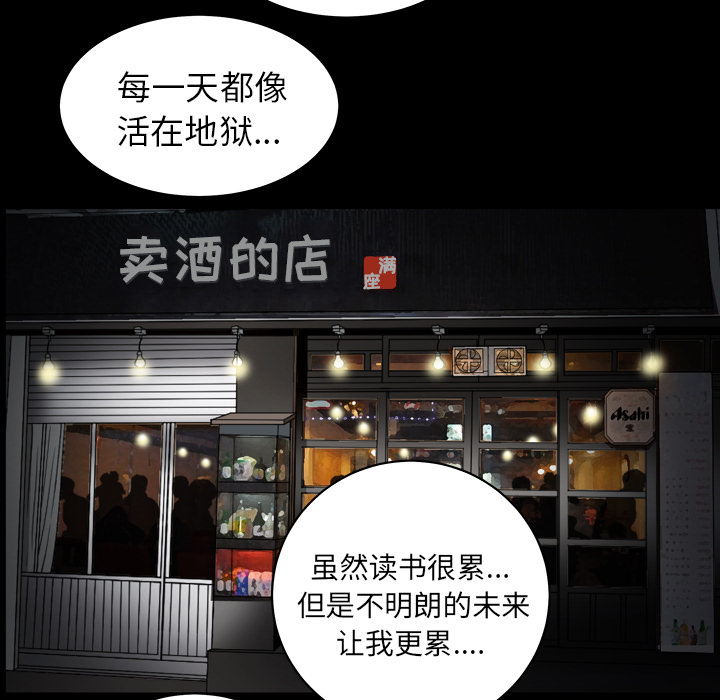 每一天都像
活在地狱...
卖酒的店
满座
Asahi
虽然读书很累...
但是不明朗的未来
让我更累....